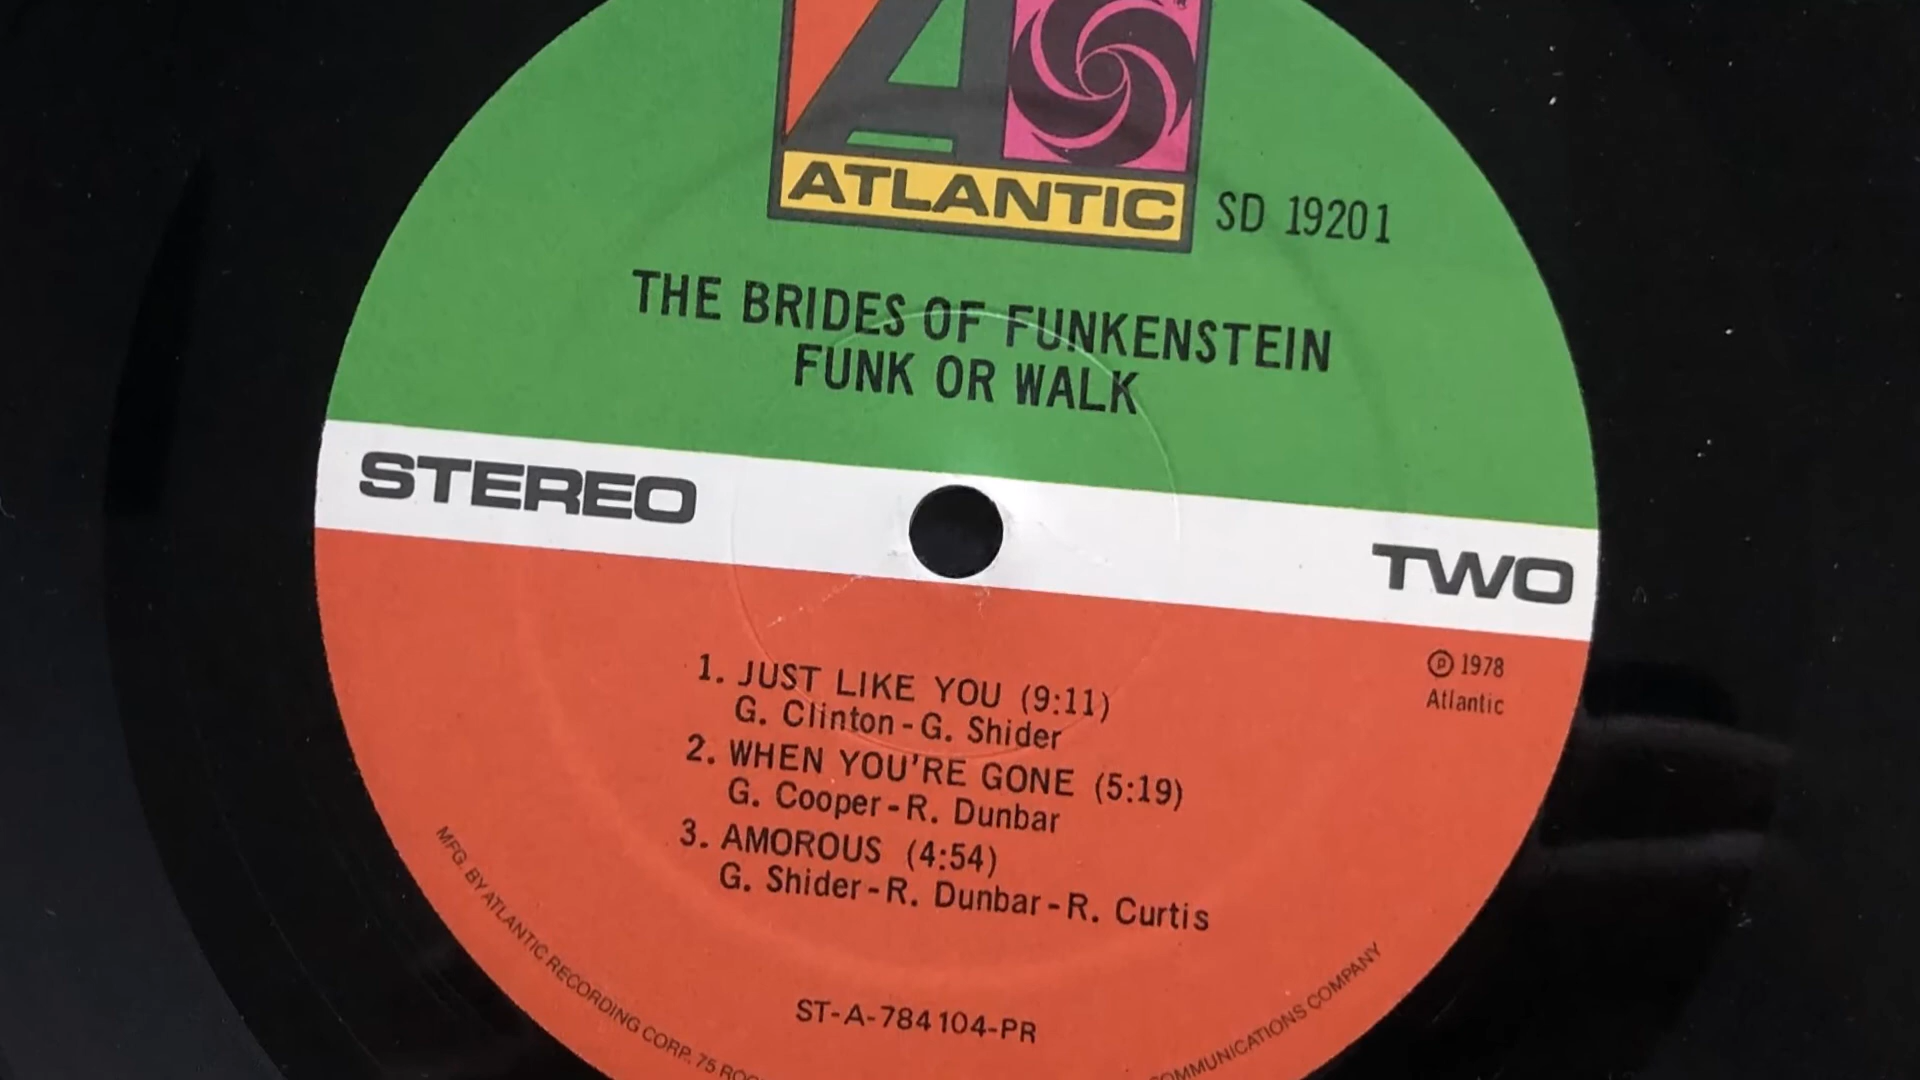 ATLANTIC
SD 19201
THE BRIDES OF FUNKENSTEIN
FUNK OR WALK
STEREO
TWO
℗ 1978
Atlantic
1. JUST LIKE YOU (9:11)
G. Clinton-G. Shider
2. WHEN YOU'RE GONE (5:19)
G. Cooper-R. Dunbar
3. AMOROUS (4:54)
G. Shider-R. Dunbar-R. Curtis
ST-A-784104-PR
MFG. BY ATLANTIC RECORDING CORP. 75
COMMUNICATIONS COMPANY